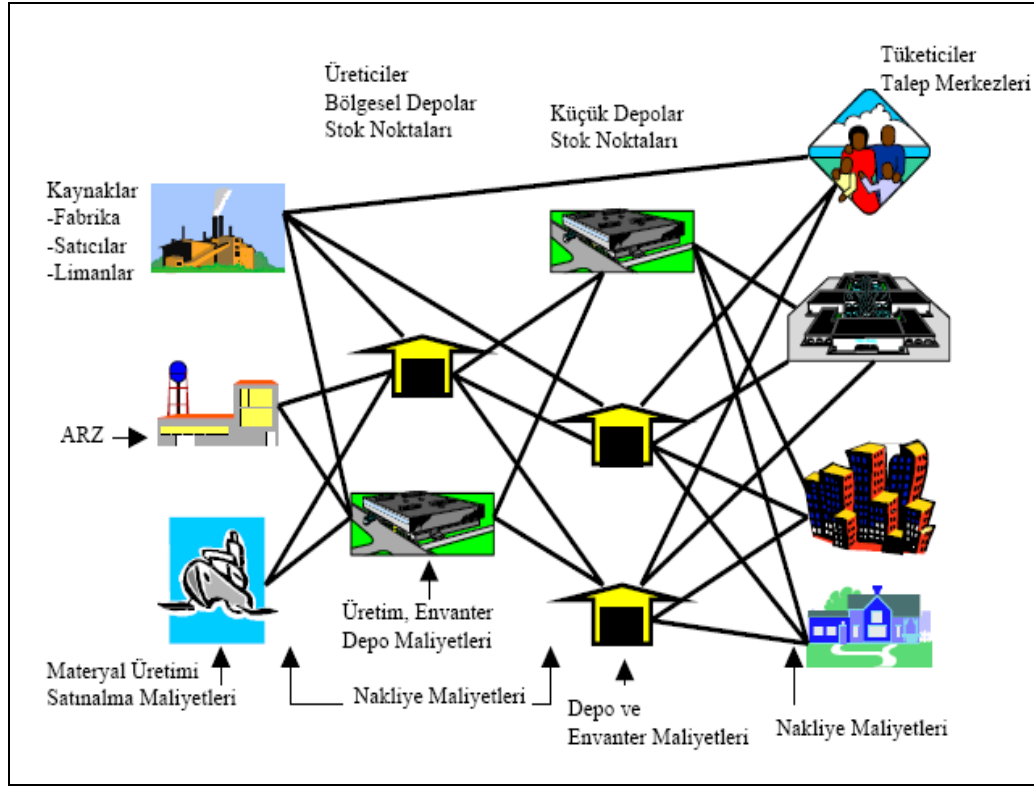 Üreticiler
Bölgesel Depolar
Stok Noktaları
Küçük Depolar
Stok Noktaları
Tüketiciler
Talep Merkezleri
Kaynaklar
-Fabrika
-Satıcılar
-Limanlar
ARZ
Üretim, Envanter
Depo Maliyetleri
Materyal Üretimi
Satınalma Maliyetleri
Nakliye Maliyetleri
Depo ve
Envanter Maliyetleri
Nakliye Maliyetleri